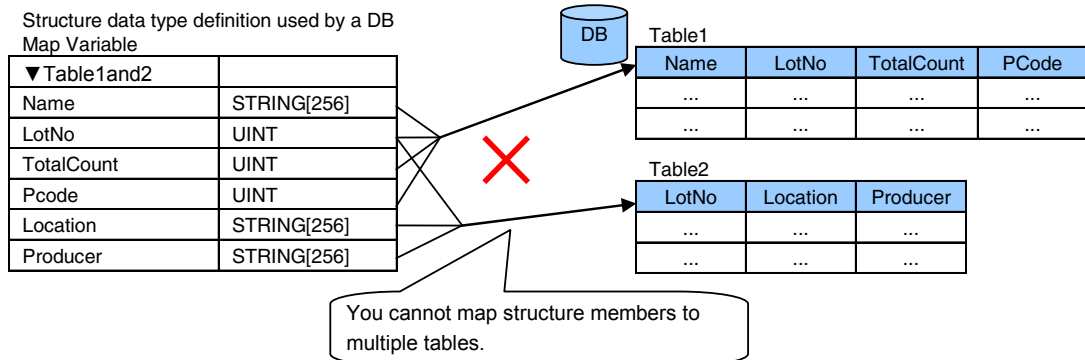 Structure data type definition used by a DB
Map Variable
▼Table1and2
Name STRING[256]
LotNo UINT
TotalCount UINT
Pcode UINT
Location STRING[256]
Producer STRING[256]
DB
Table1
Name LotNo TotalCount PCode
... ... ... ...
... ... ... ...
Table2
LotNo Location Producer
... ... ...
... ... ...
You cannot map structure members to
multiple tables.